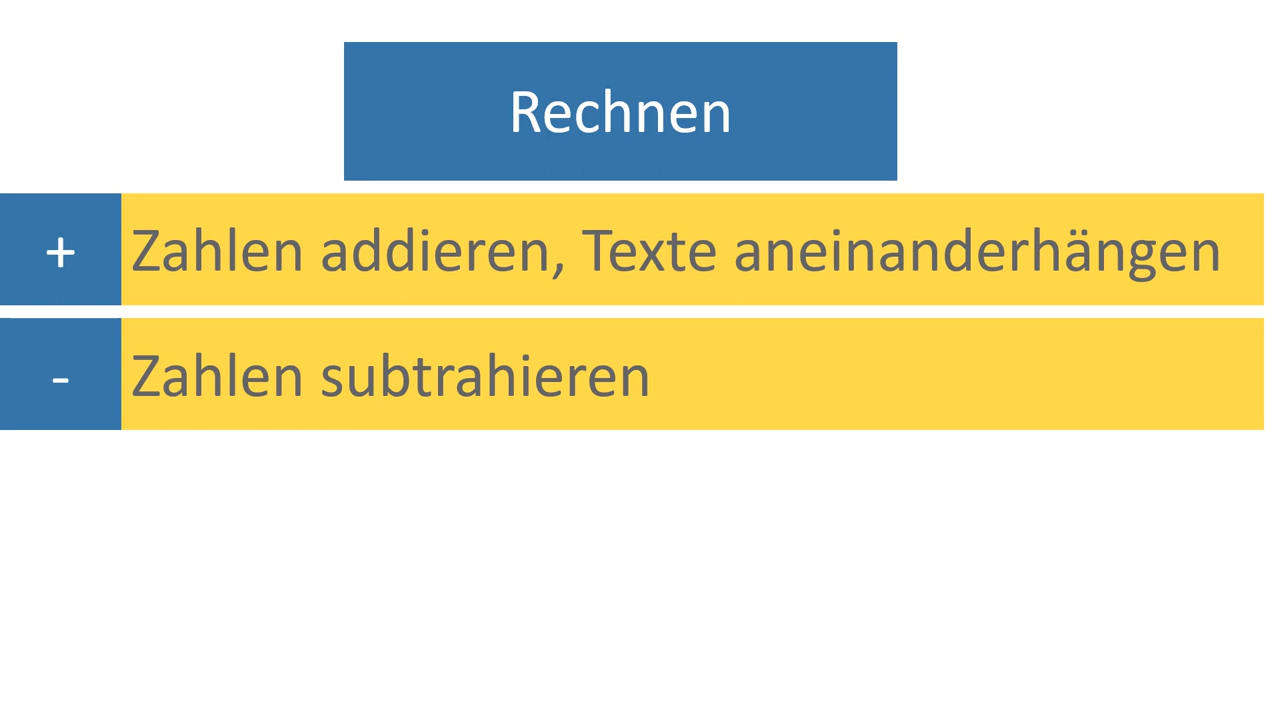 Rechnen
+ Zahlen addieren, Texte aneinanderhängen
- Zahlen subtrahieren